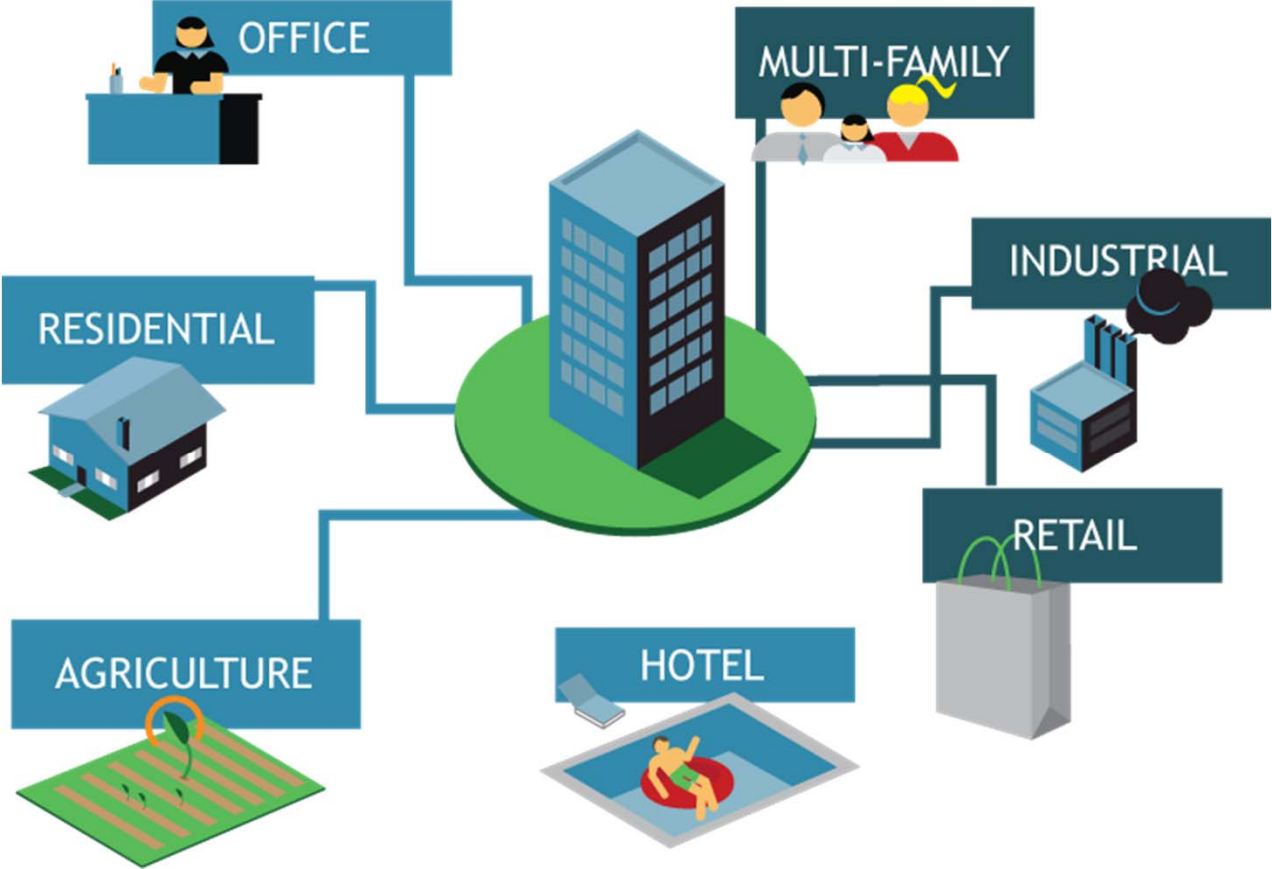 OFFICE
MULTI-FAMILY
INDUSTRIAL
RESIDENTIAL
RETAIL
AGRICULTURE
HOTEL